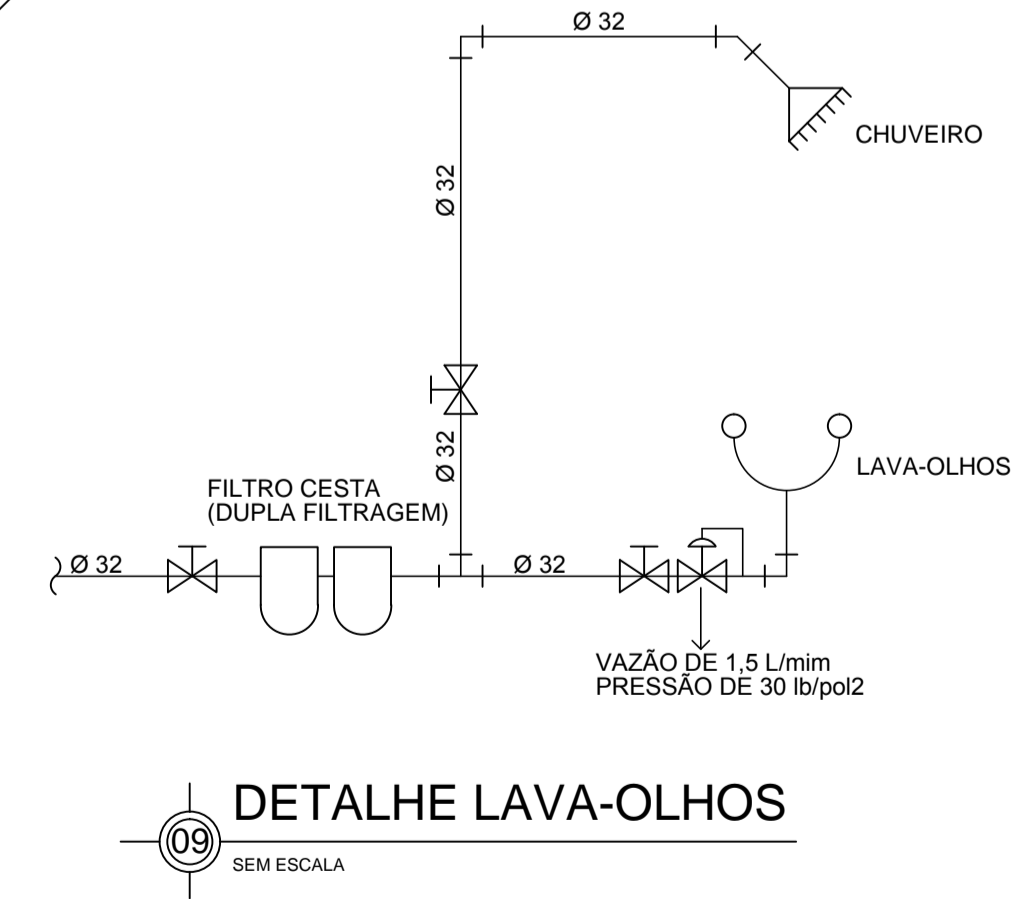 Ø 32
CHUVEIRO
Ø 32
Ø 32
LAVA-OLHOS
FILTRO CESTA
(DUPLA FILTRAGEM)
Ø 32
Ø 32
VAZÃO DE 1,5 L/mim
PRESSÃO DE 30 lb/pol2
DETALHE LAVA-OLHOS
09
SEM ESCALA